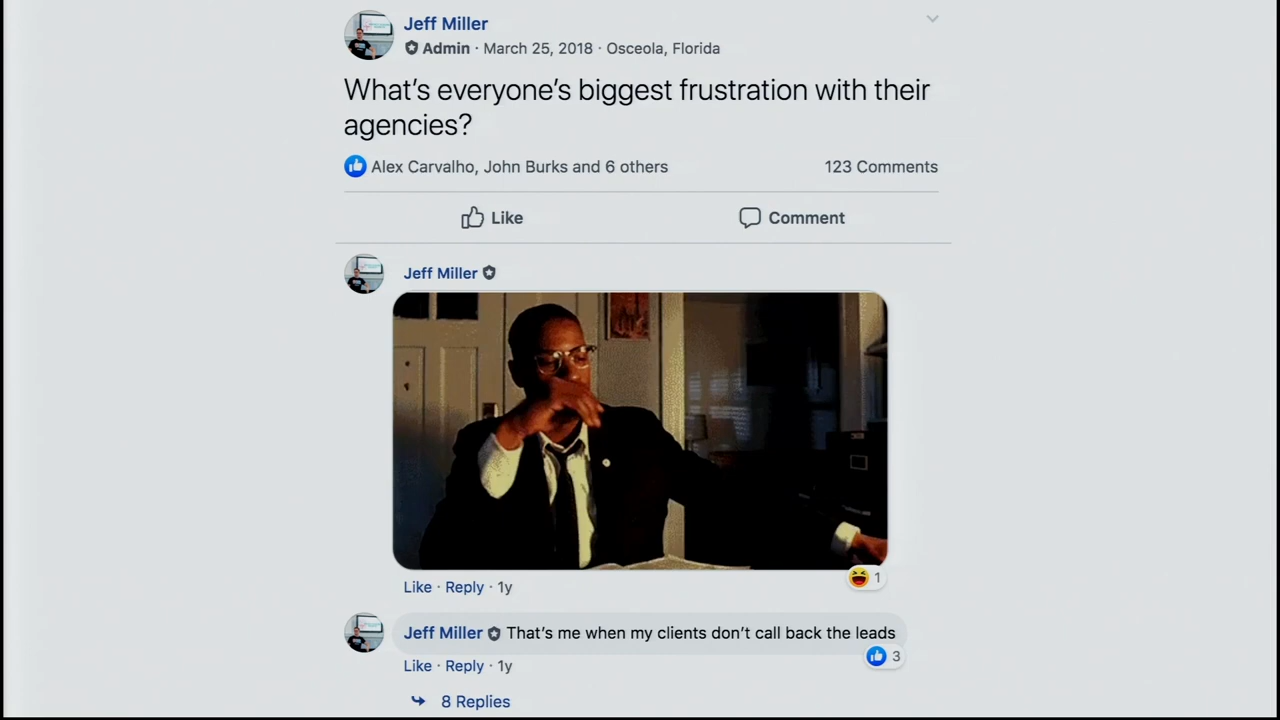 Jeff Miller
Admin · March 25, 2018 · Osceola, Florida
What's everyone's biggest frustration with their
agencies?
Alex Carvalho, John Burks and 6 others 123 Comments
Like Comment
Jeff Miller
Like · Reply · 1y 1
Jeff Miller That's me when my clients don't call back the leads
Like · Reply · 1y 3
8 Replies